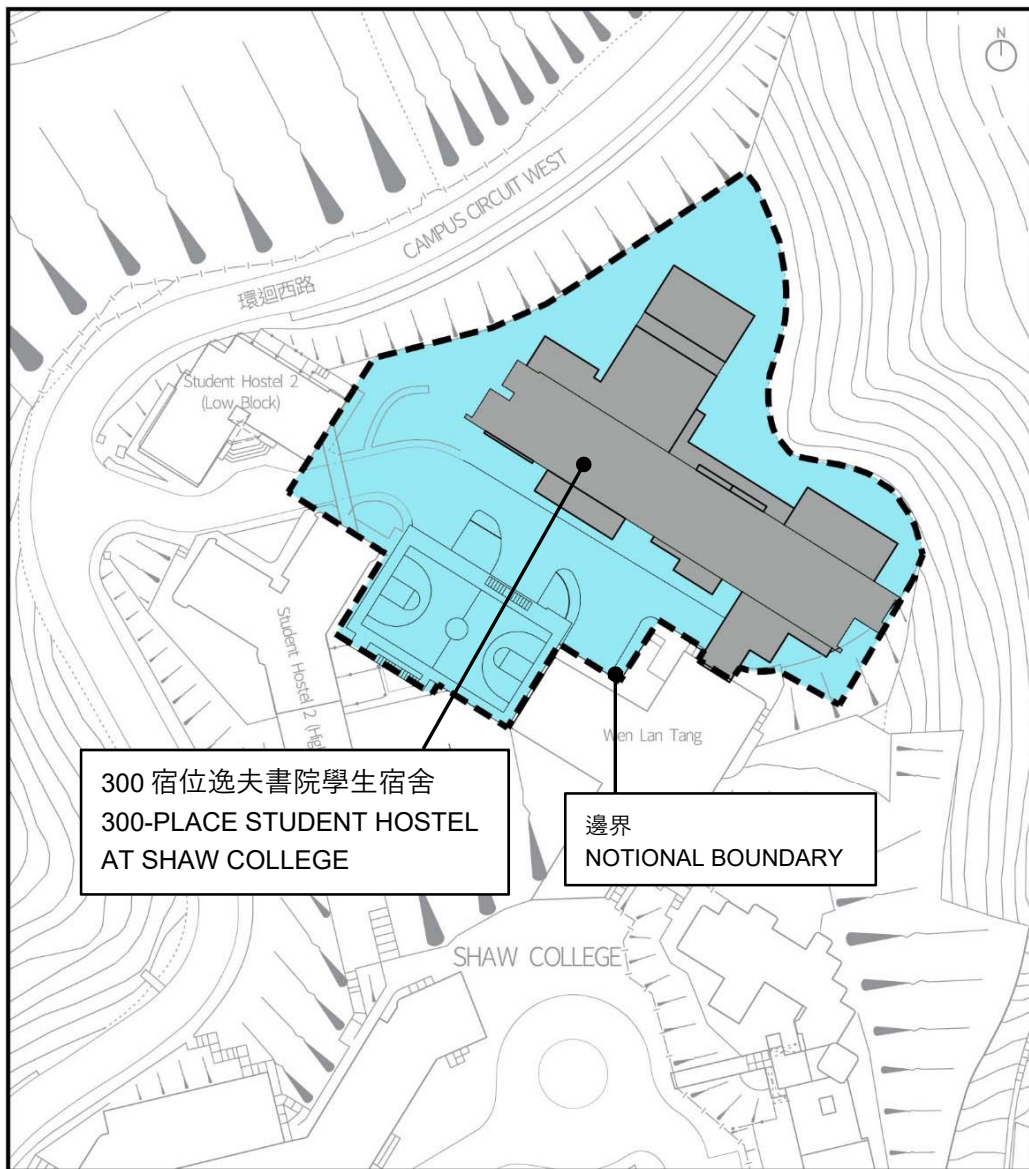 N
CAMPUS CIRCUIT WEST
環迴西路
Student Hostel 2
(Low Block)
Student Hostel 2 (Hig
Wen Lan Tang
300 宿位逸夫書院學生宿舍
300-PLACE STUDENT HOSTEL
AT SHAW COLLEGE
邊界
NOTIONAL BOUNDARY
SHAW COLLEGE